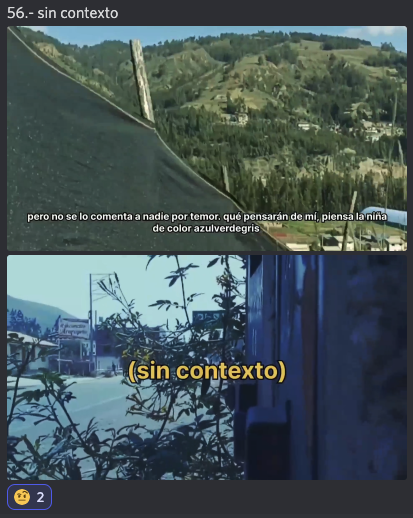 56.- sin contexto
pero no se lo comenta a nadie por temor. qué pensarán de mí, piensa la niña
de color azulverdegris
(sin contexto)
2